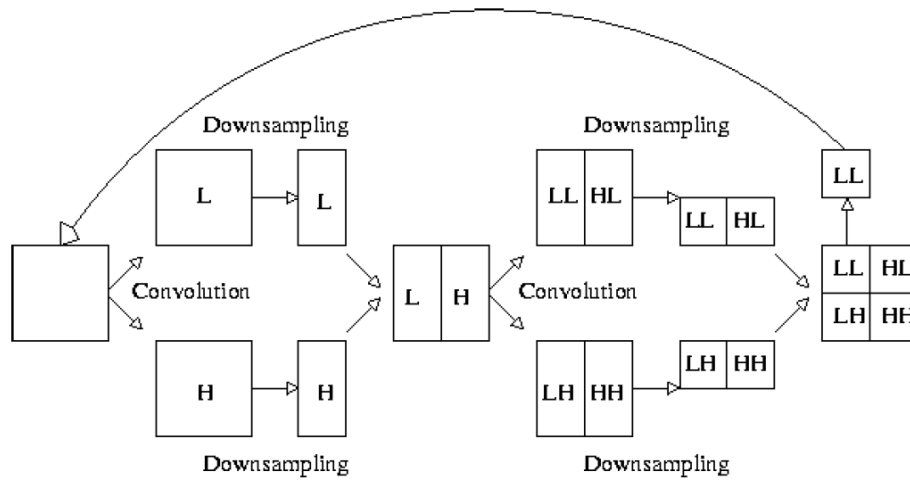 Downsampling
Downsampling
L
L
LL HL
LL HL
LL
Convolution
L H
Convolution
LL HL
LH HH
H
H
LH HH
LH HH
Downsampling
Downsampling